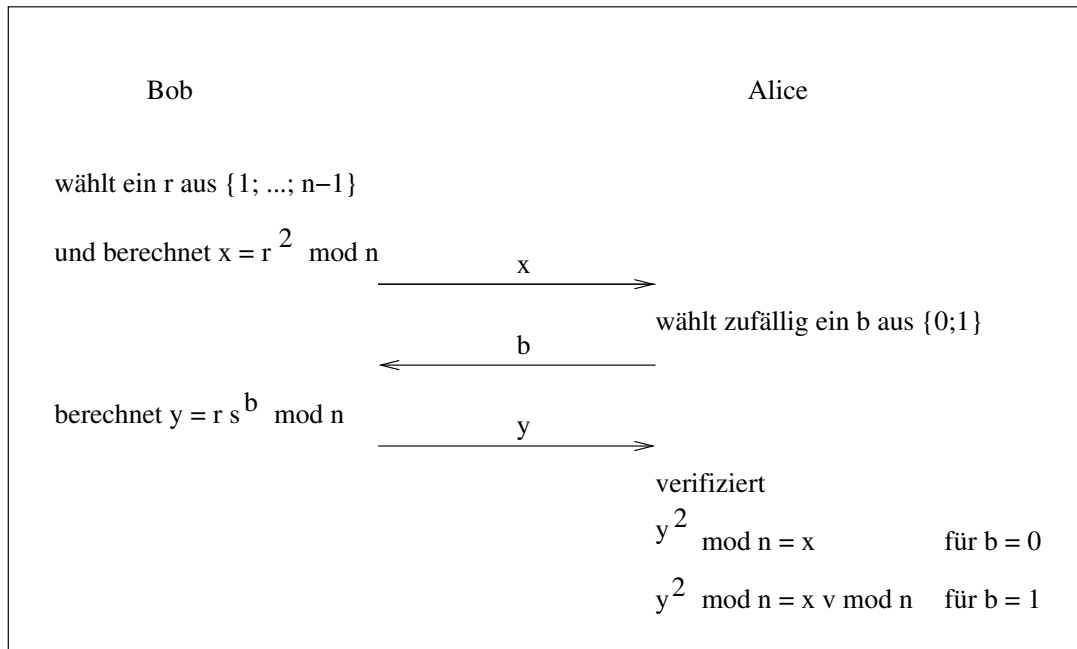 Bob Alice
wählt ein r aus {1; ...; n−1}
und berechnet x = r 2 mod n
x
wählt zufällig ein b aus {0;1}
b
berechnet y = r s b mod n
y
verifiziert
y 2 mod n = x für b = 0
y 2 mod n = x v mod n für b = 1